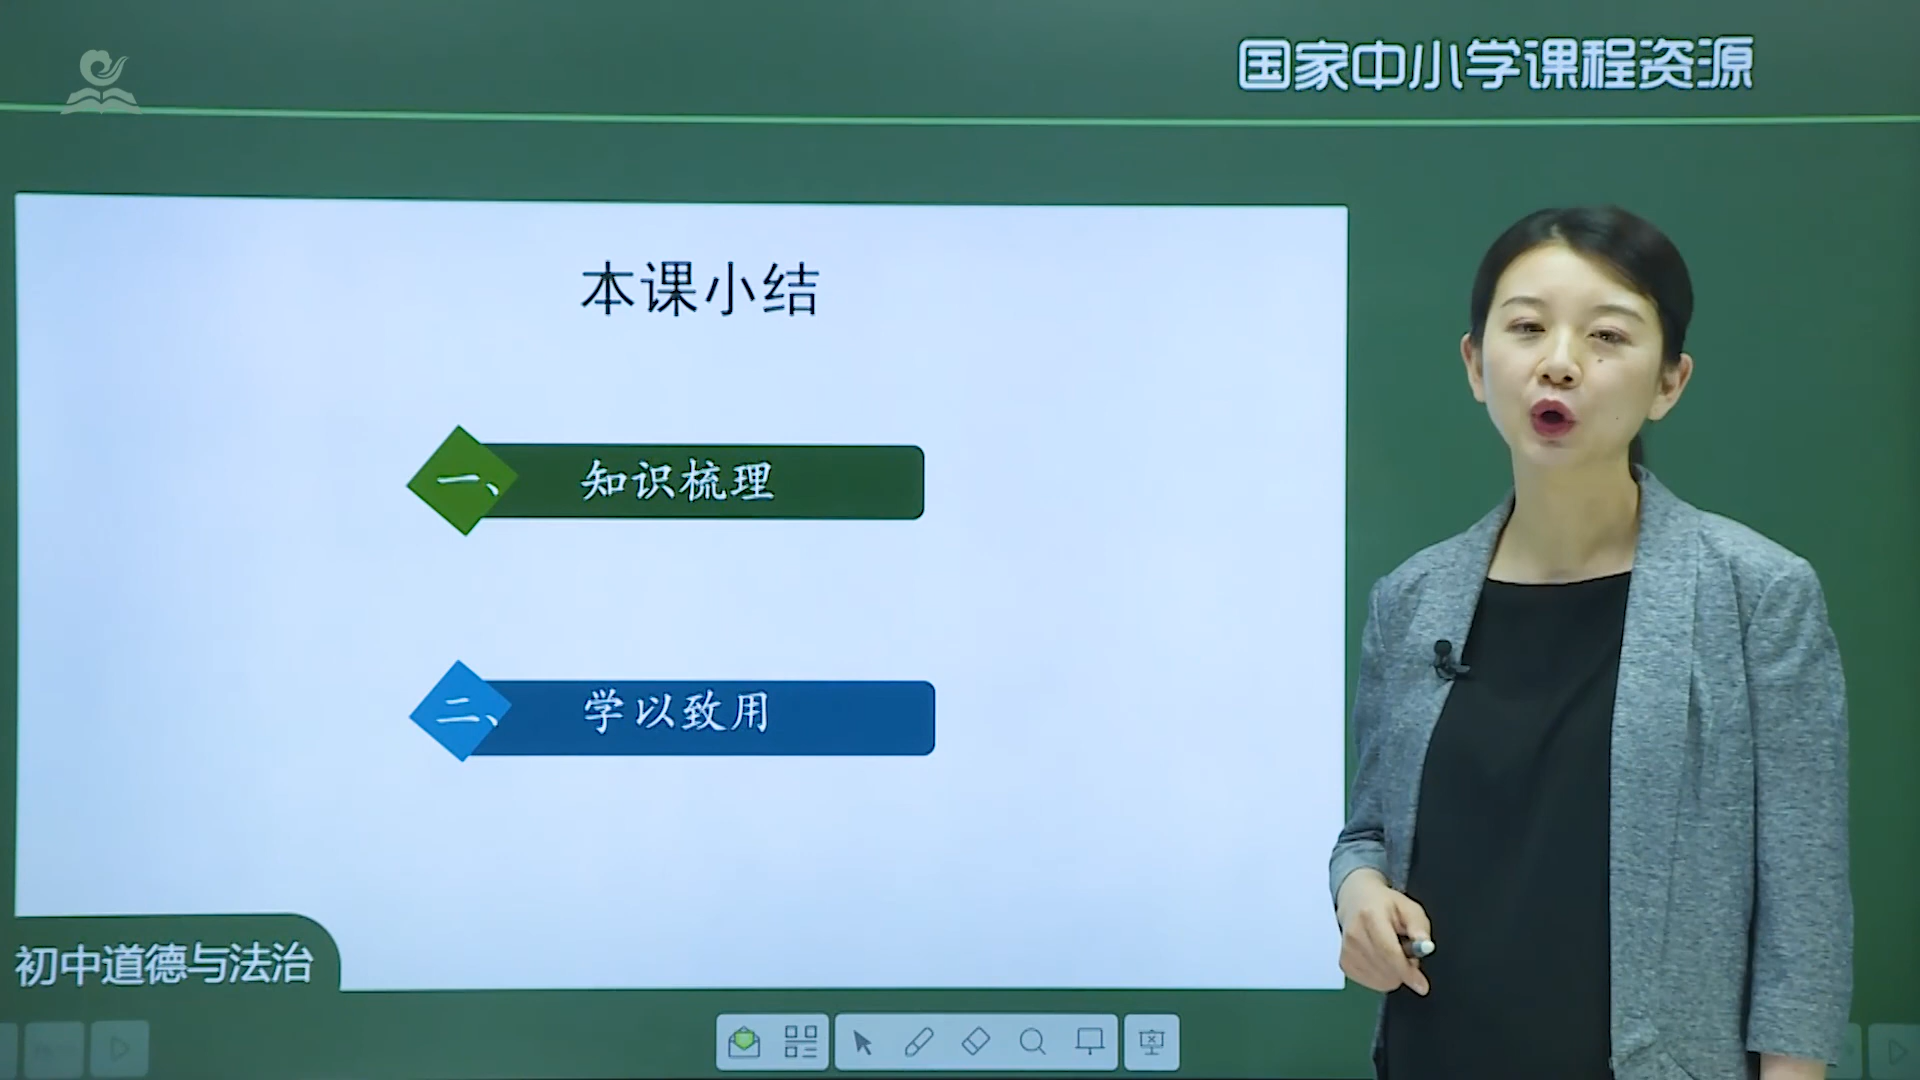 国家中小学课程资源
本课小结
一、 知识梳理
二、 学以致用
初中道德与法治